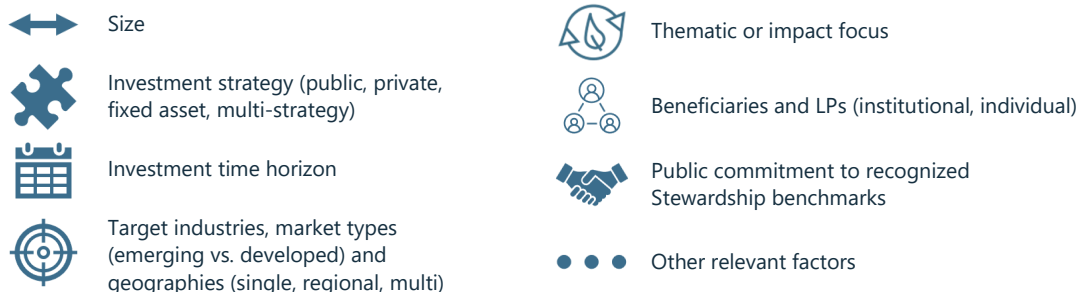 Size
Investment strategy (public, private,
fixed asset, multi-strategy)
Investment time horizon
Target industries, market types
(emerging vs. developed) and
geographies (single, regional, multi)
Thematic or impact focus
Beneficiaries and LPs (institutional, individual)
Public commitment to recognized
Stewardship benchmarks
Other relevant factors